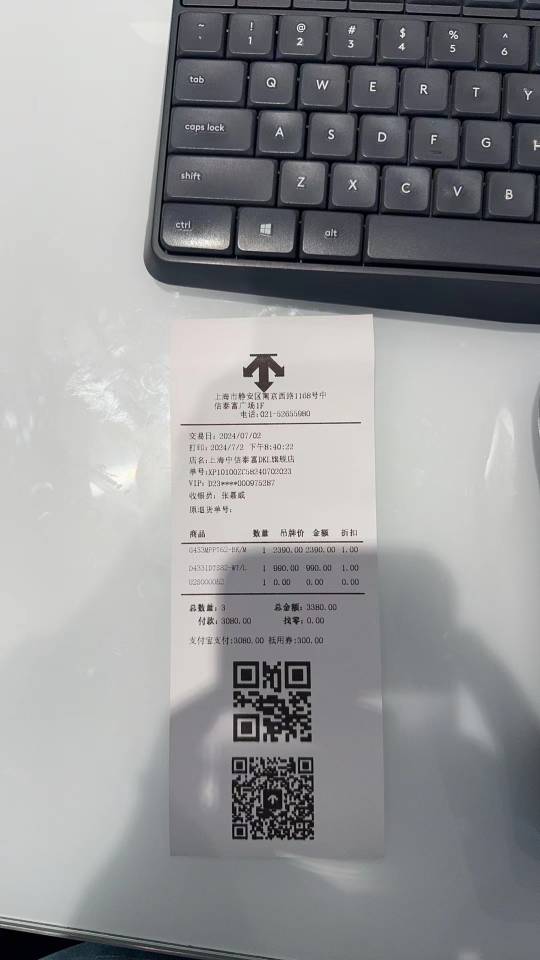 ~ ! @ # $ % ^
` 1 2 3 4 5 6
tab Q W E R T Y
caps lock A S D F G H
shift Z X C V B
ctrl alt
上海市静安区南京西路1168号中
信泰富广场1F
电话:021-52655980
交易日: 2024/07/02
打印: 2024/7/2 下午8:40:22
店名:上海中信泰富DKL旗舰店
单号:XP10100ZC58240702023
VIP: D23****000975287
收银员: 张嘉威
原退货单号:
商品 数量 吊牌价 金额 折扣
1 2390.00 2390.00 1.00
1 990.00 990.00 1.00
1 0.00 0.00 0.00
总数量: 3 总金额: 3380.00
付款: 3080.00 找零: 0.00
支付宝支付:3080.00 抵用券:300.00